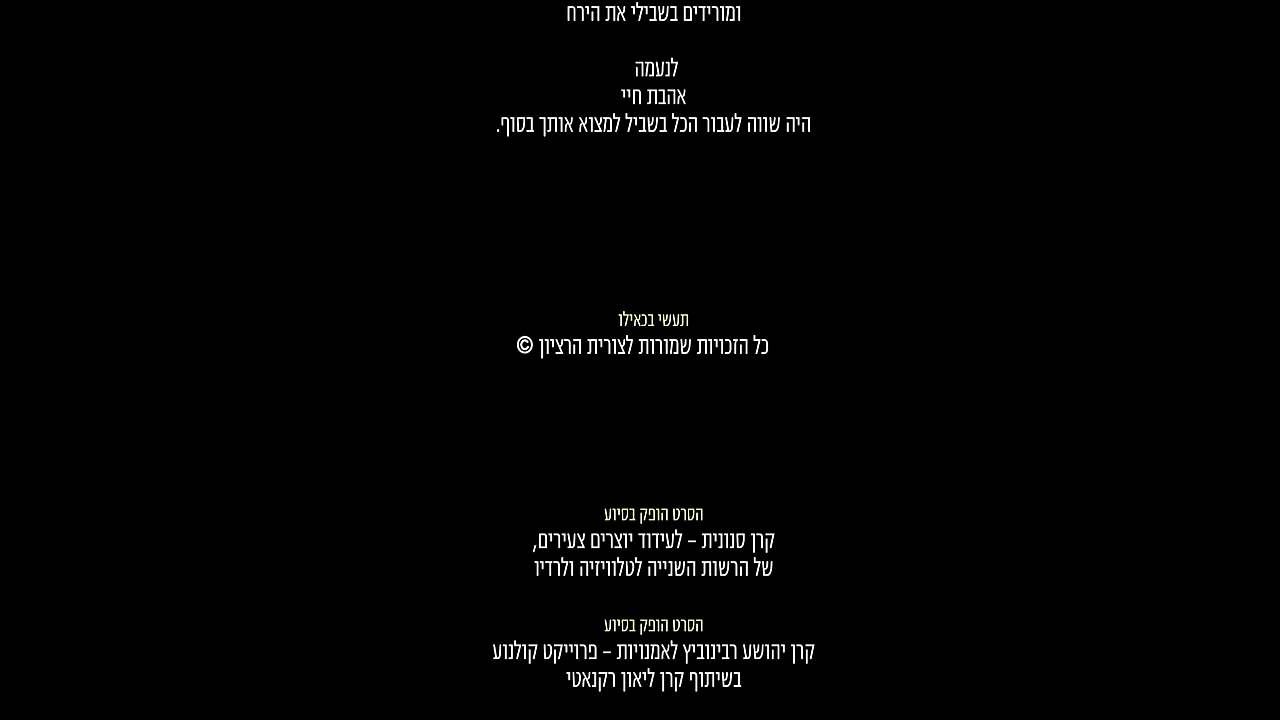 ומורידים בשבילי את הירח
לנעמה
אהבת חיי
היה שווה לעבור הכל בשביל למצוא אותך בסוף.
תעשי בכאילו
כל הזכויות שמורות לצורית הרציון ©
הסרט הופק בסיוע
קרן סנונית – לעידוד יוצרים צעירים,
של הרשות השנייה לטלוויזיה ולרדיו
הסרט הופק בסיוע
קרן יהושע רבינוביץ לאמנויות – פרוייקט קולנוע
בשיתוף קרן ליאון רקנאטי